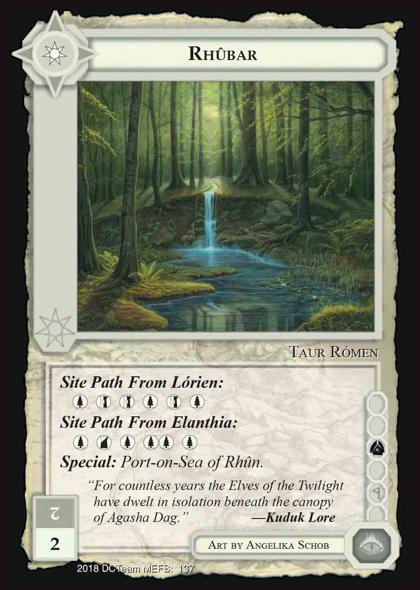 Rhûbar
Taur Rómen
Site Path From Lórien:
Site Path From Elanthia:
Special: Port-on-Sea of Rhûn.
“For countless years the Elves of the Twilight
have dwelt in isolation beneath the canopy
of Agasha Dag.” —Kuduk Lore
2
2
Art by Angelika Schob
2018 DCTeam MEFB: 137